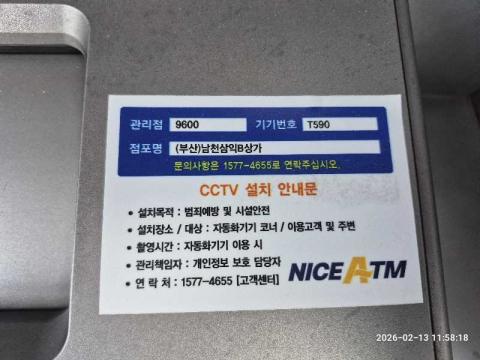 관리점 9600 기기번호 T590
점포명 (부산)남천삼익B상가
문의사항은 1577-4655로 연락주십시오.
CCTV 설치 안내문
• 설치목적 : 범죄예방 및 시설안전
• 설치장소 / 대상 : 자동화기기 코너 / 이용고객 및 주변
• 촬영시간 : 자동화기기 이용 시
• 관리책임자 : 개인정보 보호 담당자
• 연 락 처 : 1577-4655 [고객센터]
NICE ATM
2026-02-13 11:58:18